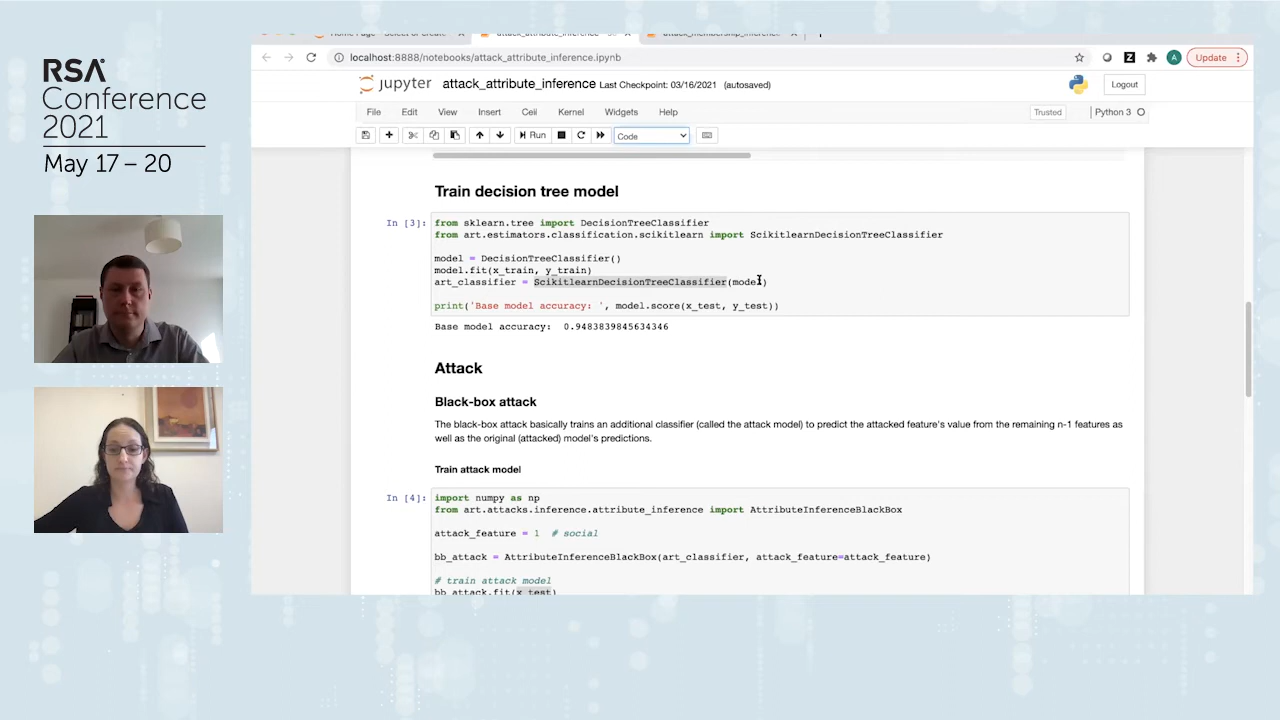 RSA
Conference
2021
May 17 – 20
attack_attribute_inference
attack_membership_inference
localhost:8888/notebooks/attack_attribute_inference.ipynb
A
Update
jupyter attack_attribute_inference Last Checkpoint: 03/16/2021 (autosaved)
Logout
File Edit View Insert Cell Kernel Widgets Help
Trusted
Python 3
Run
Code
Train decision tree model
In [3]:
from sklearn.tree import DecisionTreeClassifier
from art.estimators.classification.scikitlearn import ScikitlearnDecisionTreeClassifier
model = DecisionTreeClassifier()
model.fit(x_train, y_train)
art_classifier = ScikitlearnDecisionTreeClassifier(model)
print('Base model accuracy: ', model.score(x_test, y_test))
Base model accuracy:  0.9483839845634346
Attack
Black-box attack
The black-box attack basically trains an additional classifier (called the attack model) to predict the attacked feature's value from the remaining n-1 features as
well as the original (attacked) model's predictions.
Train attack model
In [4]:
import numpy as np
from art.attacks.inference.attribute_inference import AttributeInferenceBlackBox
attack_feature = 1  # social
bb_attack = AttributeInferenceBlackBox(art_classifier, attack_feature=attack_feature)
# train attack model
bb_attack.fit(x_test)